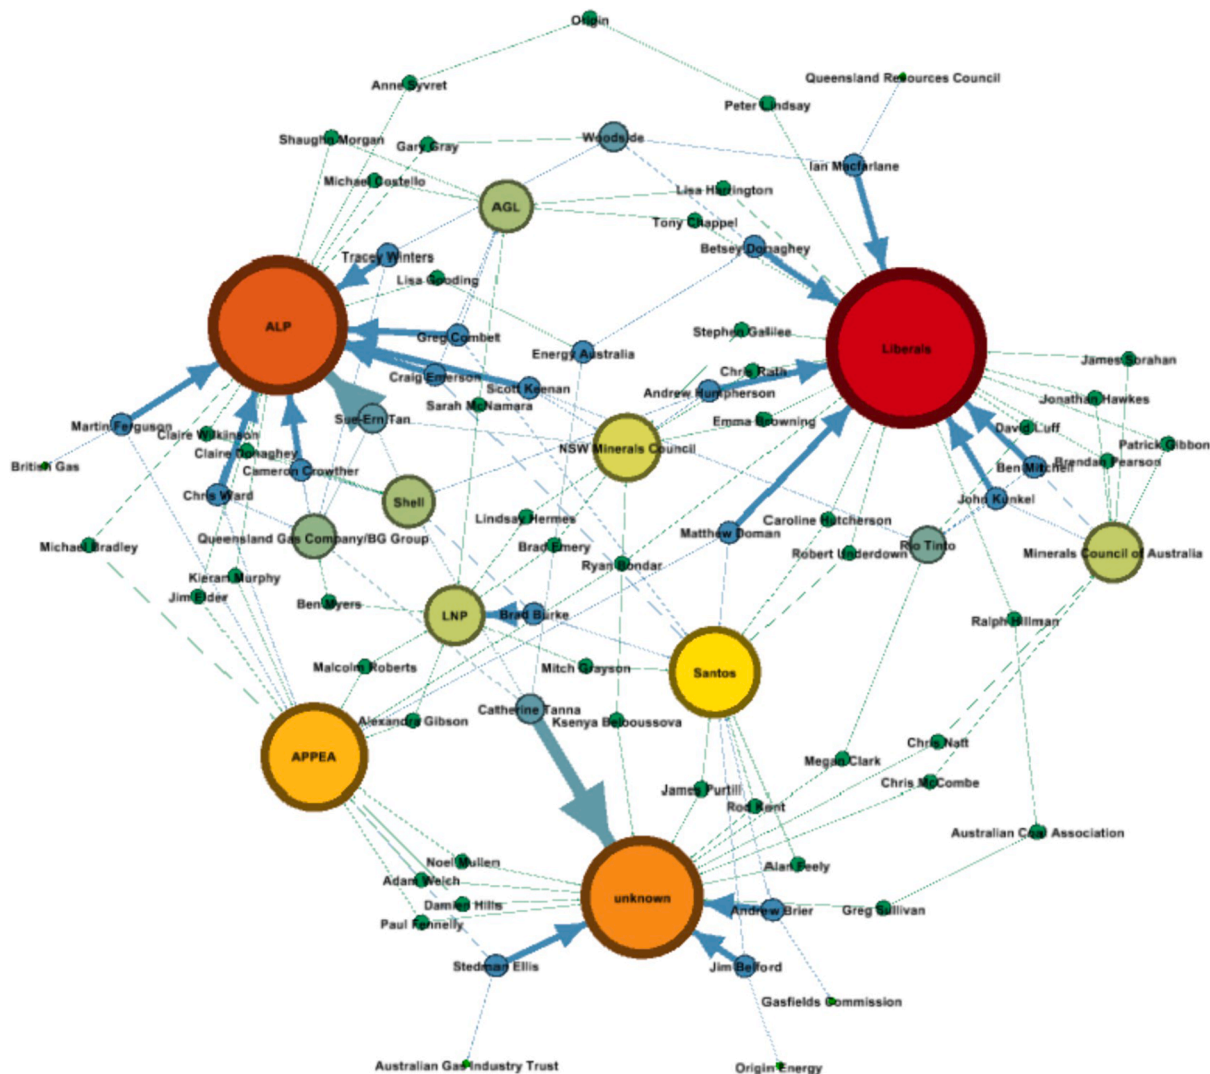 Origin
Queensland Resources Council
Anne Syvret
Peter Lindsay
Shaughn Morgan
Gary Gray
Woodside
Ian Macfarlane
Michael Costello
Lisa Harrington
AGL
Tony Chappel
Betsey Donaghey
Tracey Winters
Lisa Gooding
ALP
Stephen Galilee
Greg Combet
Liberals
Energy Australia
James Sorahan
Chris Rath
Craig Emerson
Scott Keenan
Andrew Humpherson
Jonathan Hawkes
Sarah McNamara
Sue-Ern Tan
Emma Browning
Martin Ferguson
David Luff
Claire Wilkinson
Patrick Gibbon
Claire Donaghey
NSW Minerals Council
British Gas
Cameron Crowther
Ben Mitchell
Brendan Pearson
Chris Ward
Shell
John Kunkel
Lindsay Hermes
Caroline Hutcherson
Queensland Gas Company/BG Group
Matthew Doman
Michael Bradley
Brad Emery
Rio Tinto
Robert Underdown
Minerals Council of Australia
Ryan Bondar
Kieran Murphy
Jim Elder
Ben Myers
LNP
Brad Burke
Ralph Hillman
Malcolm Roberts
Mitch Grayson
Santos
Catherine Tanna
Alexandra Gibson
Ksenya Belooussova
Chris Natt
APPEA
Megan Clark
Chris McCombe
James Purtill
Rod Kent
Australian Coal Association
Noel Mullen
Alan Feely
Adam Welch
unknown
Damien Hills
Andrew Brier
Greg Sullivan
Paul Fennelly
Stedman Ellis
Jim Belford
Gasfields Commission
Australian Gas Industry Trust
Origin Energy